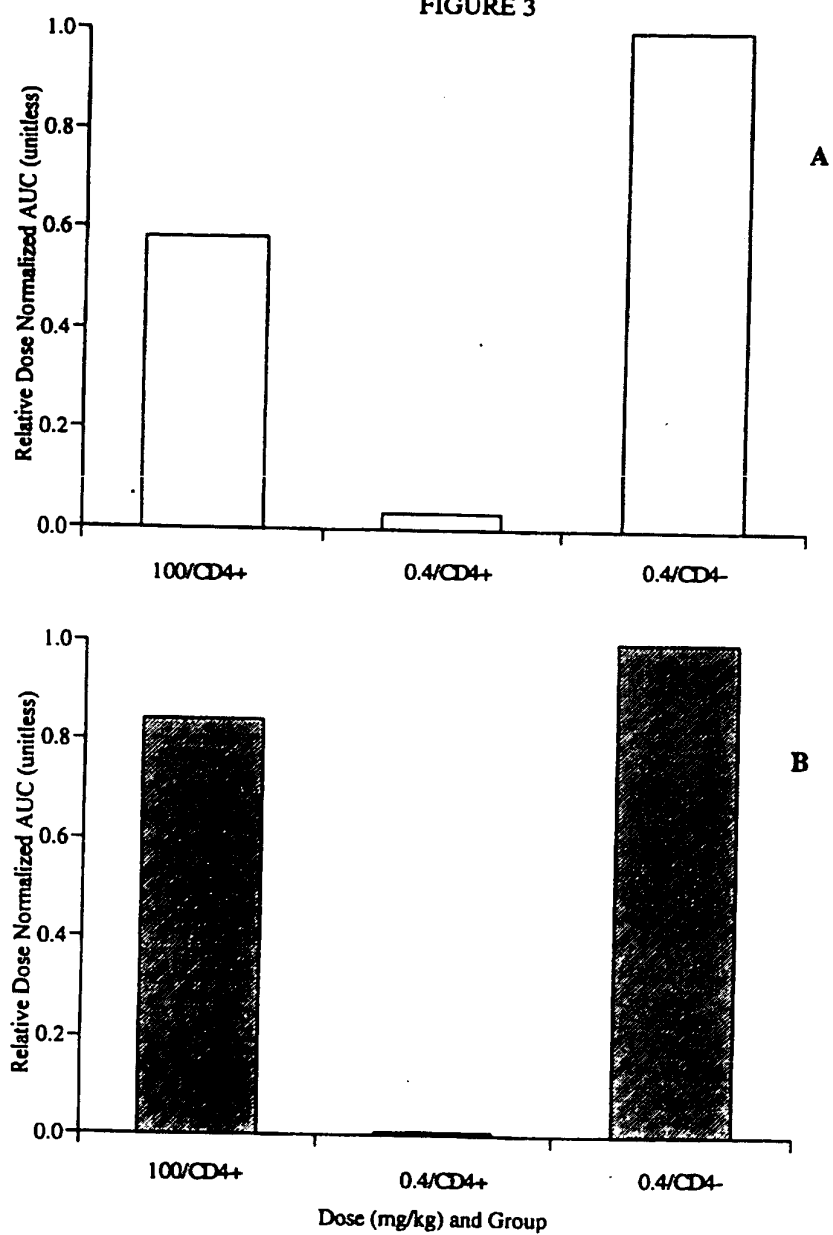 FIGURE 3
Relative Dose Normalized AUC (unitless)
1.0
0.8
0.6
0.4
0.2
0.0
100/CD4+
0.4/CD4+
0.4/CD4-
A
Relative Dose Normalized AUC (unitless)
1.0
0.8
0.6
0.4
0.2
0.0
100/CD4+
0.4/CD4+
0.4/CD4-
B
Dose (mg/kg) and Group